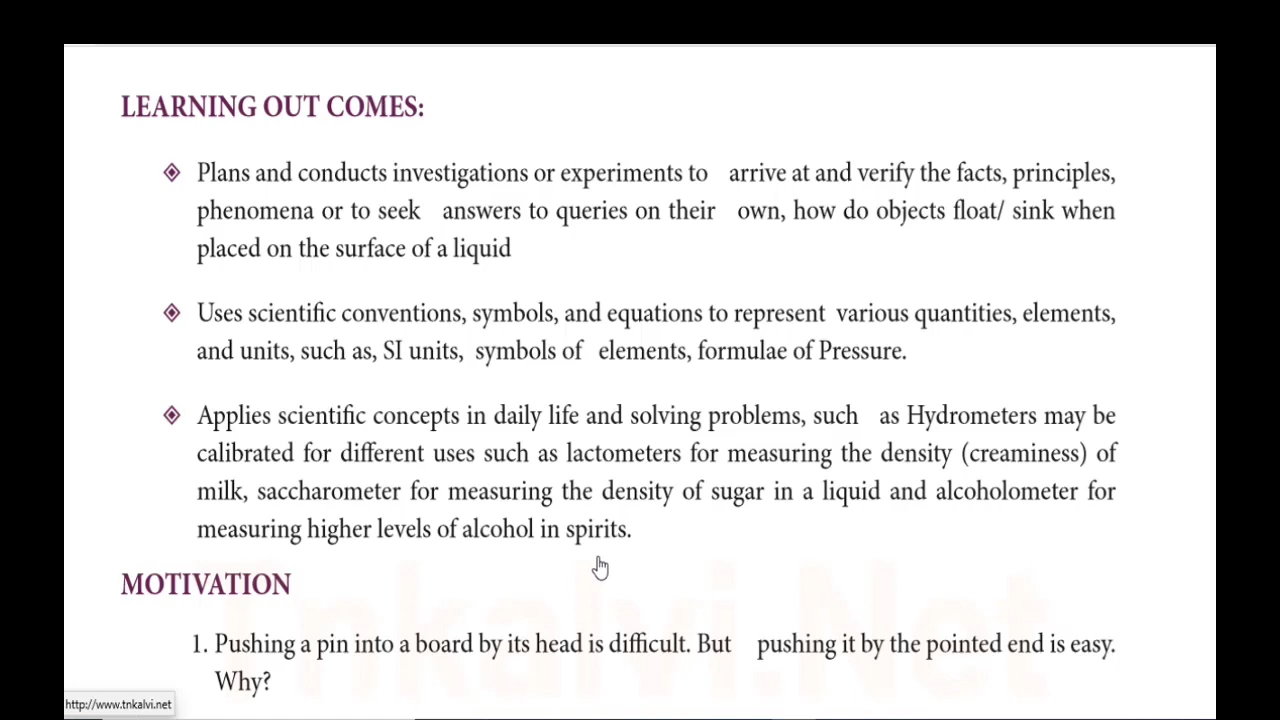 LEARNING OUT COMES:
Plans and conducts investigations or experiments to arrive at and verify the facts, principles,
phenomena or to seek answers to queries on their own, how do objects float/ sink when
placed on the surface of a liquid
Uses scientific conventions, symbols, and equations to represent various quantities, elements,
and units, such as, SI units, symbols of elements, formulae of Pressure.
Applies scientific concepts in daily life and solving problems, such as Hydrometers may be
calibrated for different uses such as lactometers for measuring the density (creaminess) of
milk, saccharometer for measuring the density of sugar in a liquid and alcoholometer for
measuring higher levels of alcohol in spirits.
MOTIVATION
Tnkalvi.Net
1. Pushing a pin into a board by its head is difficult. But pushing it by the pointed end is easy.
Why?
http://www.tnkalvi.net